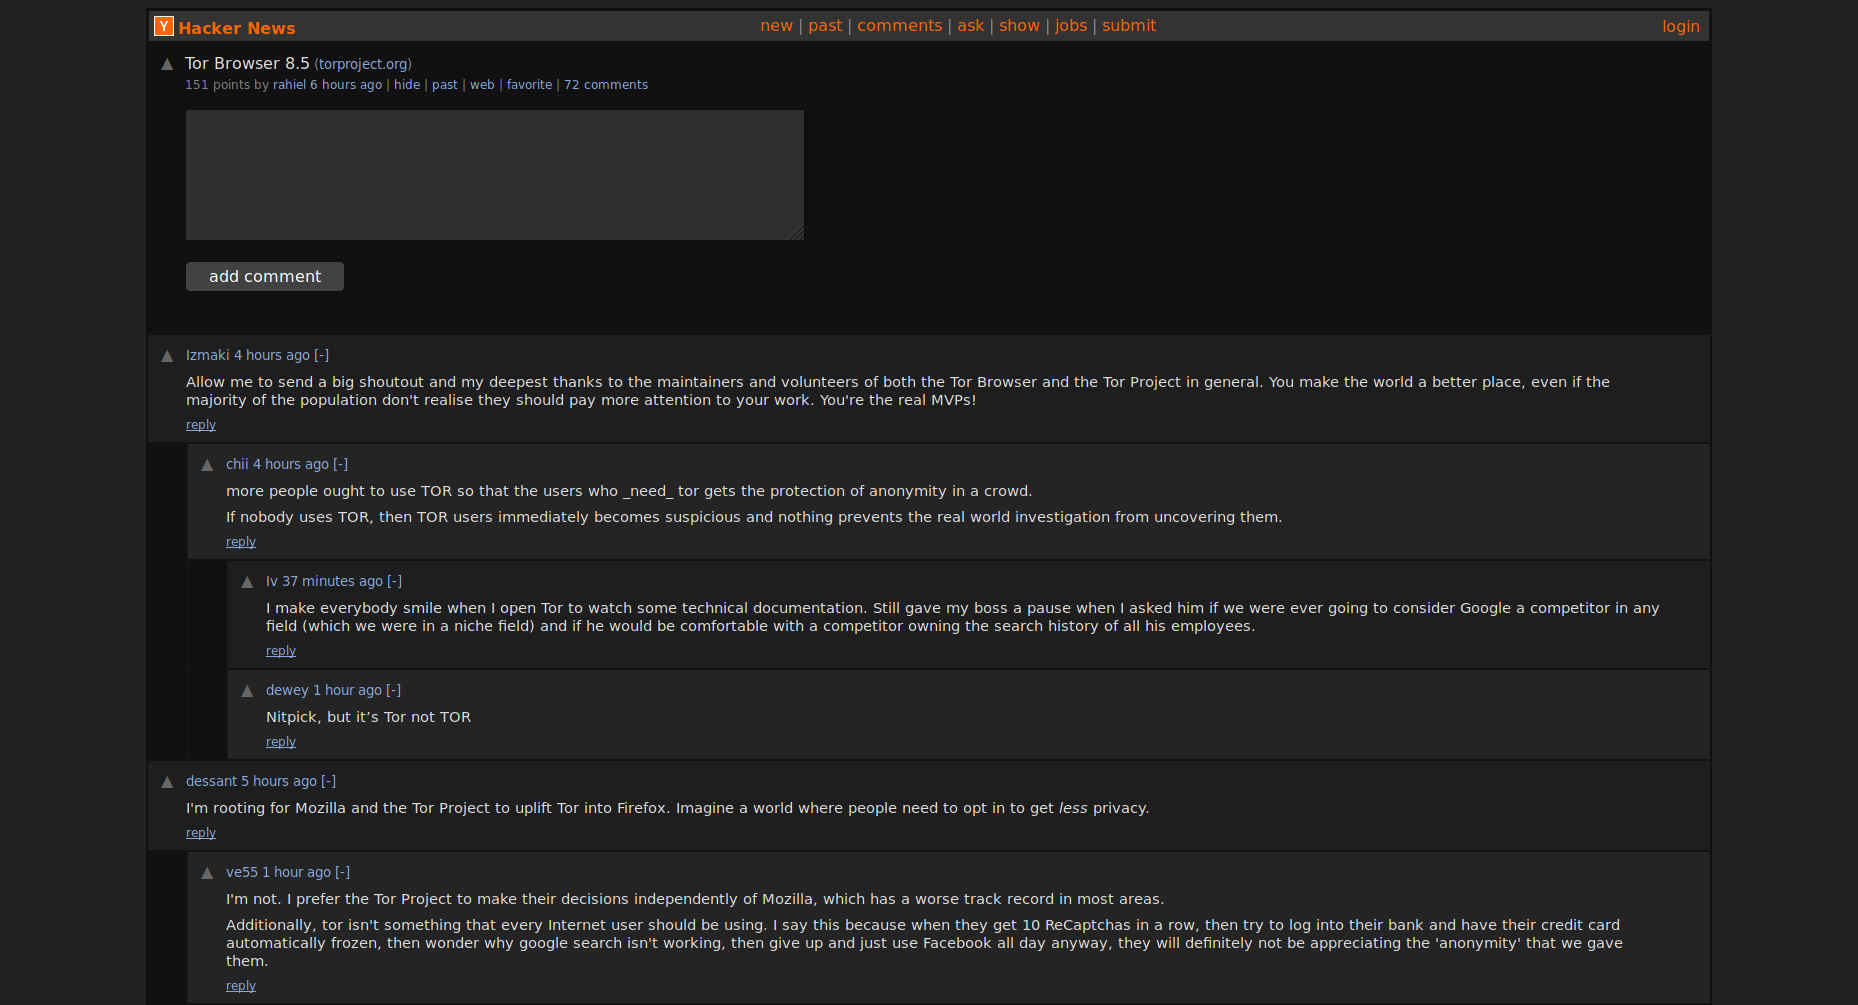 Y Hacker News new | past | comments | ask | show | jobs | submit login
▲ Tor Browser 8.5 (torproject.org)
151 points by rahiel 6 hours ago | hide | past | web | favorite | 72 comments
add comment
▲ Izmaki 4 hours ago [-]
Allow me to send a big shoutout and my deepest thanks to the maintainers and volunteers of both the Tor Browser and the Tor Project in general. You make the world a better place, even if the
majority of the population don't realise they should pay more attention to your work. You're the real MVPs!
reply
▲ chii 4 hours ago [-]
more people ought to use TOR so that the users who _need_ tor gets the protection of anonymity in a crowd.
If nobody uses TOR, then TOR users immediately becomes suspicious and nothing prevents the real world investigation from uncovering them.
reply
▲ Iv 37 minutes ago [-]
I make everybody smile when I open Tor to watch some technical documentation. Still gave my boss a pause when I asked him if we were ever going to consider Google a competitor in any
field (which we were in a niche field) and if he would be comfortable with a competitor owning the search history of all his employees.
reply
▲ dewey 1 hour ago [-]
Nitpick, but it’s Tor not TOR
reply
▲ dessant 5 hours ago [-]
I'm rooting for Mozilla and the Tor Project to uplift Tor into Firefox. Imagine a world where people need to opt in to get less privacy.
reply
▲ ve55 1 hour ago [-]
I'm not. I prefer the Tor Project to make their decisions independently of Mozilla, which has a worse track record in most areas.
Additionally, tor isn't something that every Internet user should be using. I say this because when they get 10 ReCaptchas in a row, then try to log into their bank and have their credit card
automatically frozen, then wonder why google search isn't working, then give up and just use Facebook all day anyway, they will definitely not be appreciating the 'anonymity' that we gave
them.
reply